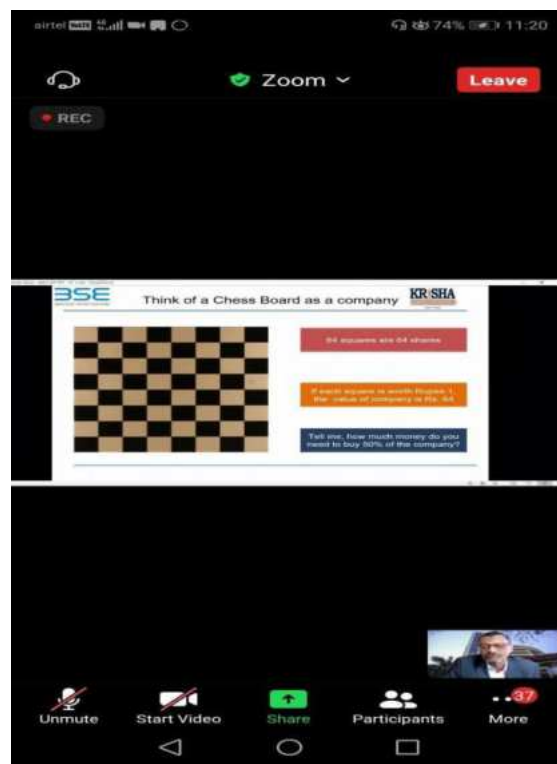 airtel
74% 11:20
Zoom
Leave
REC
BSE
Think of a Chess Board as a company
KRISHA
64 squares are 64 shares
If each square is worth Rupee 1,
the value of company is Rs. 64
Tell me, how much money do you
need to buy 50% of the company?
37
Unmute
Start Video
Share
Participants
More